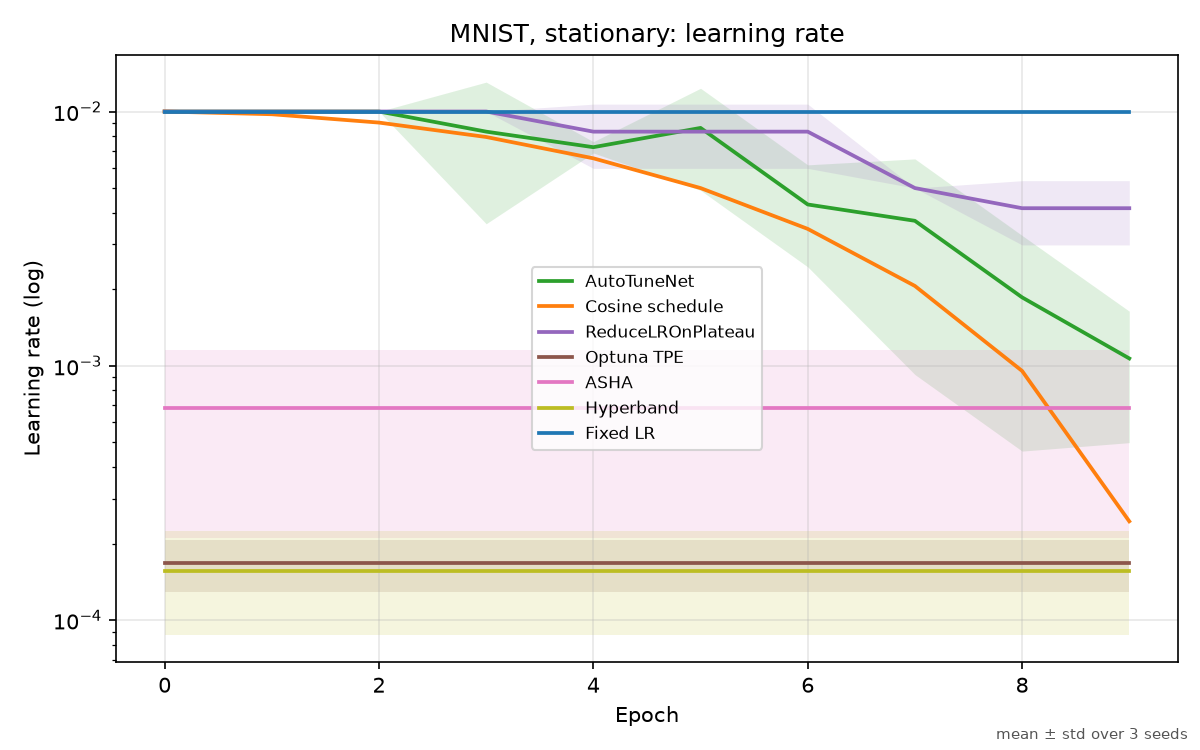 MNIST, stationary: learning rate
Learning rate (log)
10⁻²
10⁻³
10⁻⁴
AutoTuneNet
Cosine schedule
ReduceLROnPlateau
Optuna TPE
ASHA
Hyperband
Fixed LR
0 2 4 6 8
Epoch
mean ± std over 3 seeds